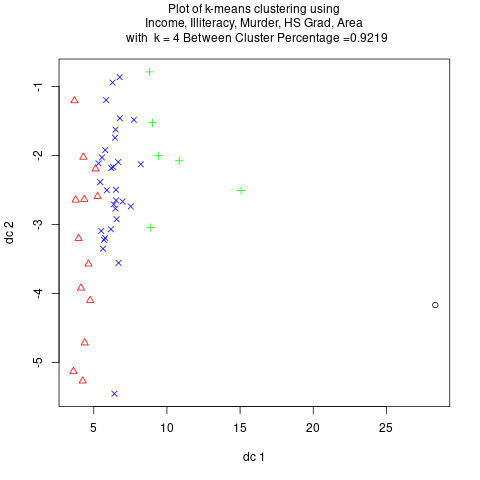 Plot of k-means clustering using
Income, Illiteracy, Murder, HS Grad, Area
with k = 4 Between Cluster Percentage =0.9219
-1
-2
-3
-4
-5
dc 2
5 10 15 20 25
dc 1